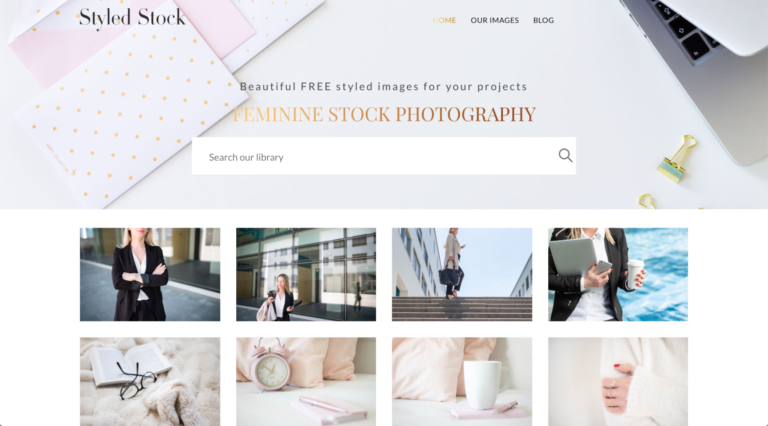 Styled Stock
HOME
OUR IMAGES
BLOG
Beautiful FREE styled images for your projects
FEMININE STOCK PHOTOGRAPHY
Search our library